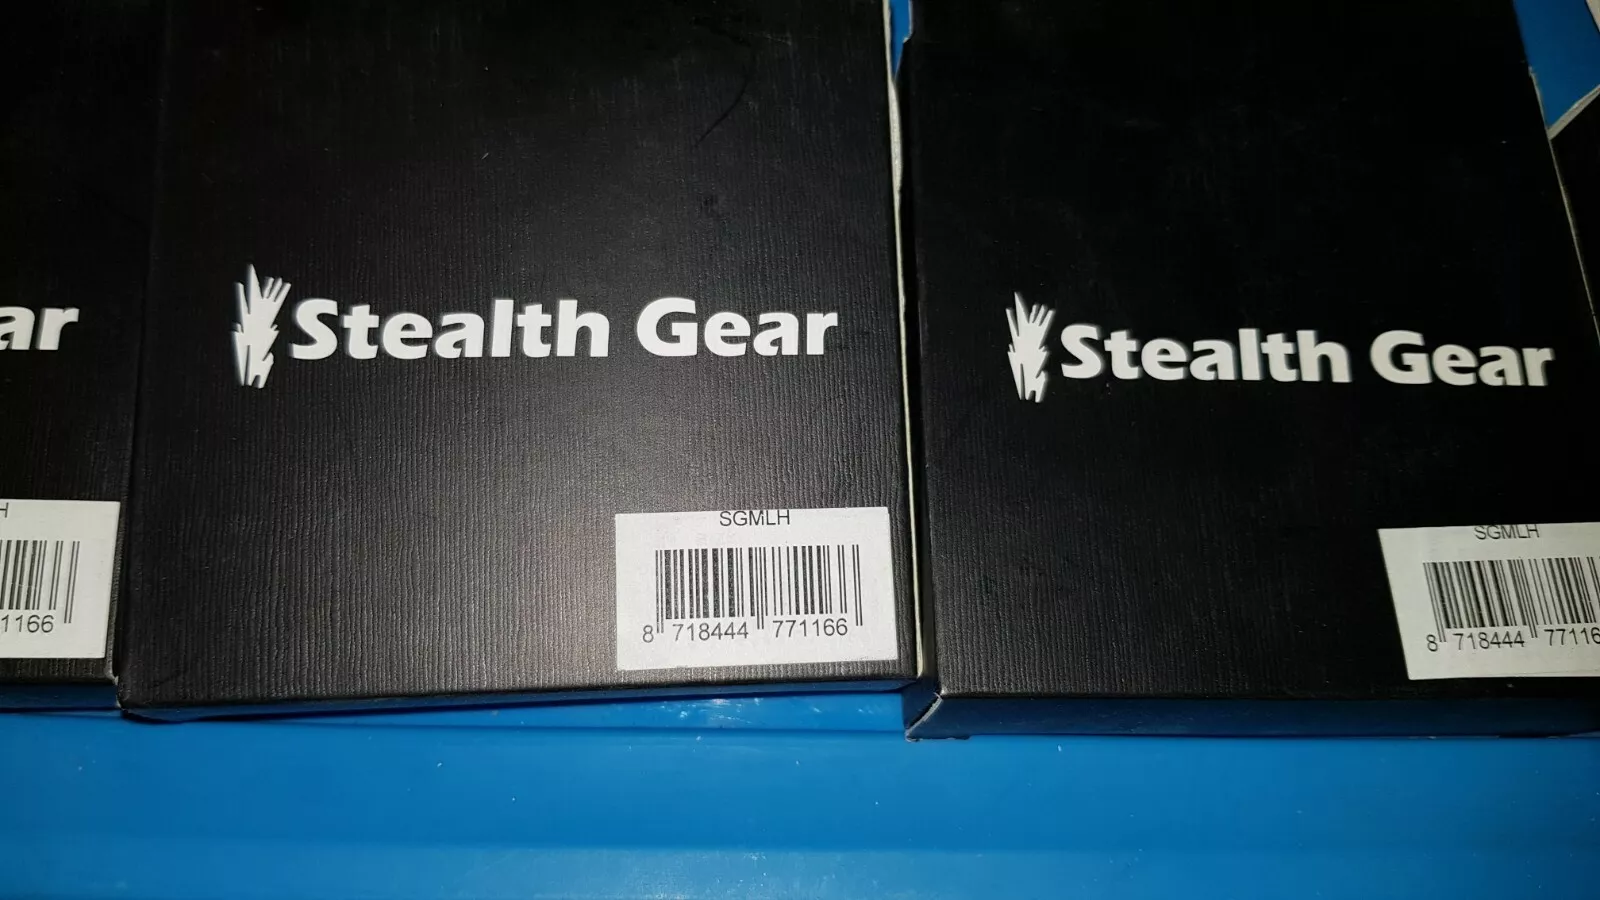 ar
H
1166
Stealth Gear
SGMLH
8 718444 771166
Stealth Gear
SGMLH
8 718444 77116